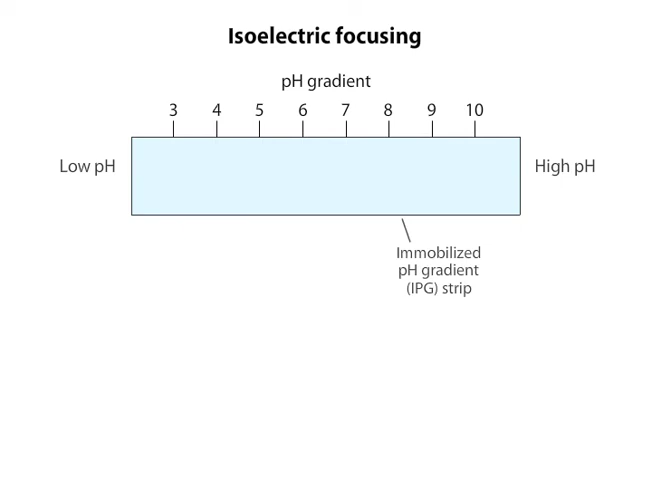 Isoelectric focusing
pH gradient
3 4 5 6 7 8 9 10
Low pH
High pH
Immobilized
pH gradient
(IPG) strip